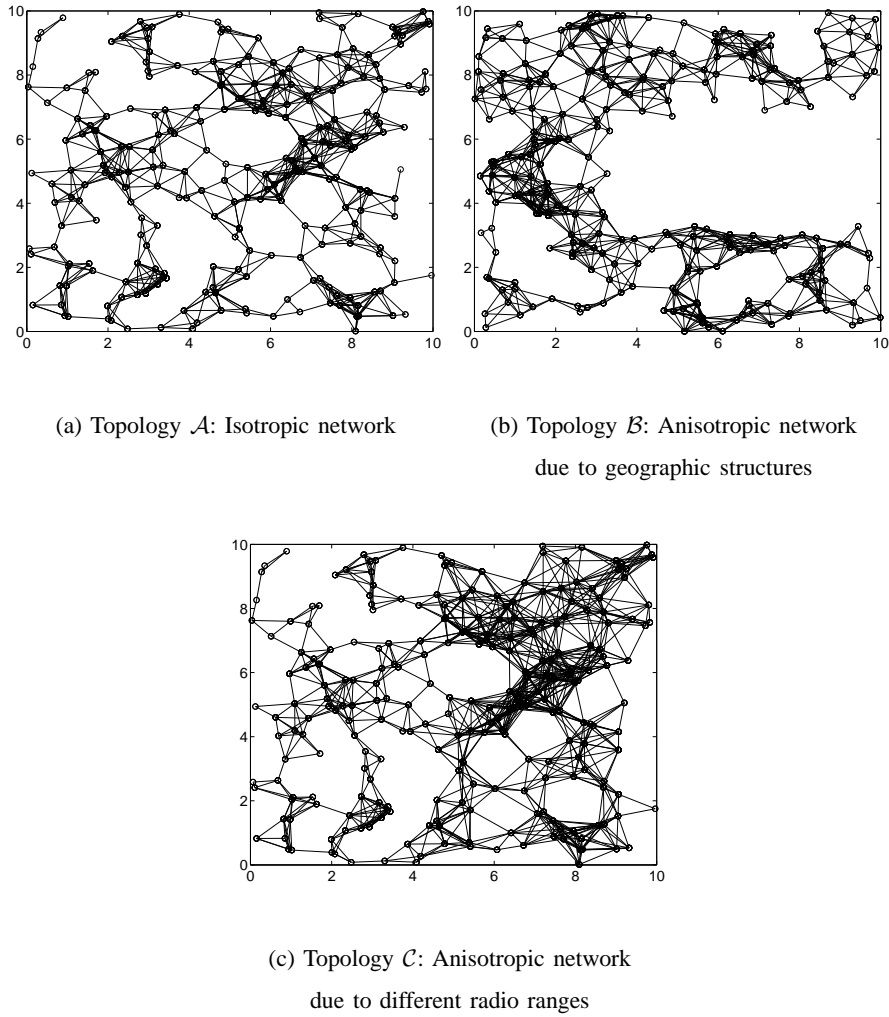 10
8
6
4
2
0
0 2 4 6 8 10
10
8
6
4
2
0
0 2 4 6 8 10
(a) Topology 𝒜: Isotropic network
(b) Topology ℬ: Anisotropic network
due to geographic structures
10
8
6
4
2
0
0 2 4 6 8 10
(c) Topology 𝒞: Anisotropic network
due to different radio ranges